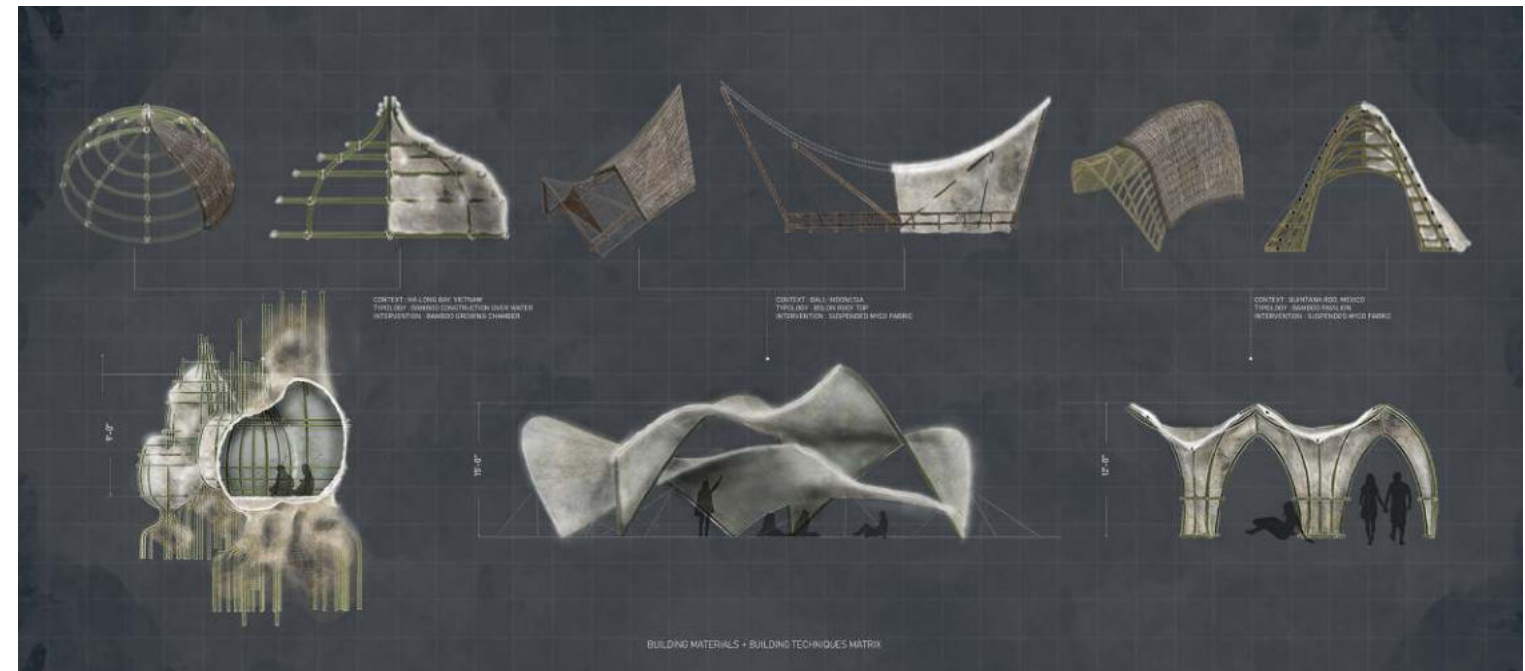 CONTEXT: HA LONG BAY, VIETNAM
TYPOLOGY: BAMBOO CONSTRUCTION OVER WATER
INTERVENTION: BAMBOO GROWING CHAMBER
CONTEXT: BALI, INDONESIA
TYPOLOGY: BOLON ROOF TOP
INTERVENTION: SUSPENDED MYCO FABRIC
CONTEXT: QUINTANA ROO, MEXICO
TYPOLOGY: BAMBOO PAVILION
INTERVENTION: SUSPENDED MYCO FABRIC
9'-0"
15'-0"
12'-0"
BUILDING MATERIALS + BUILDING TECHNIQUES MATRIX